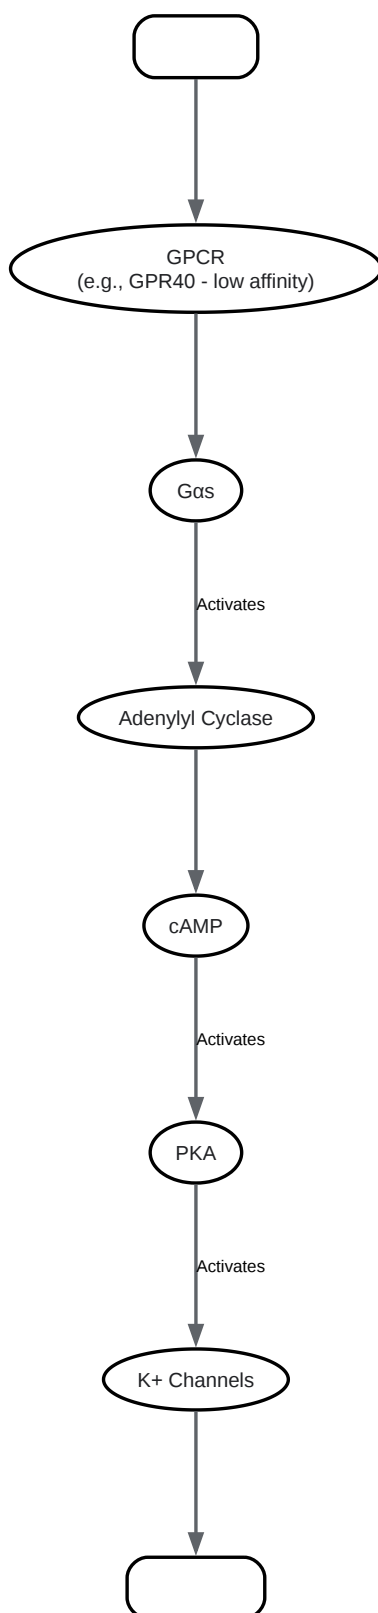 GPCR
(e.g., GPR40 - low affinity)
Gαs
Activates
Adenylyl Cyclase
cAMP
Activates
PKA
Activates
K+ Channels